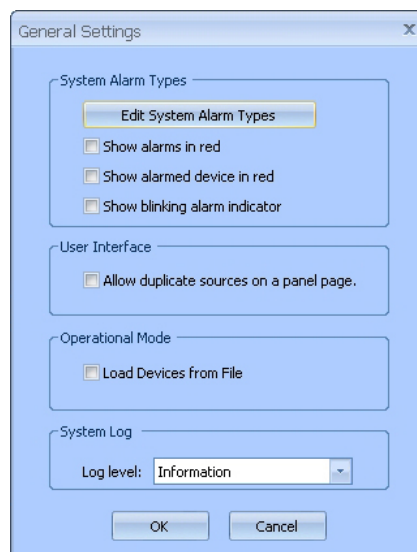 General Settings
System Alarm Types
Edit System Alarm Types
Show alarms in red
Show alarmed device in red
Show blinking alarm indicator
User Interface
Allow duplicate sources on a panel page.
Operational Mode
Load Devices from File
System Log
Log level: Information
OK Cancel